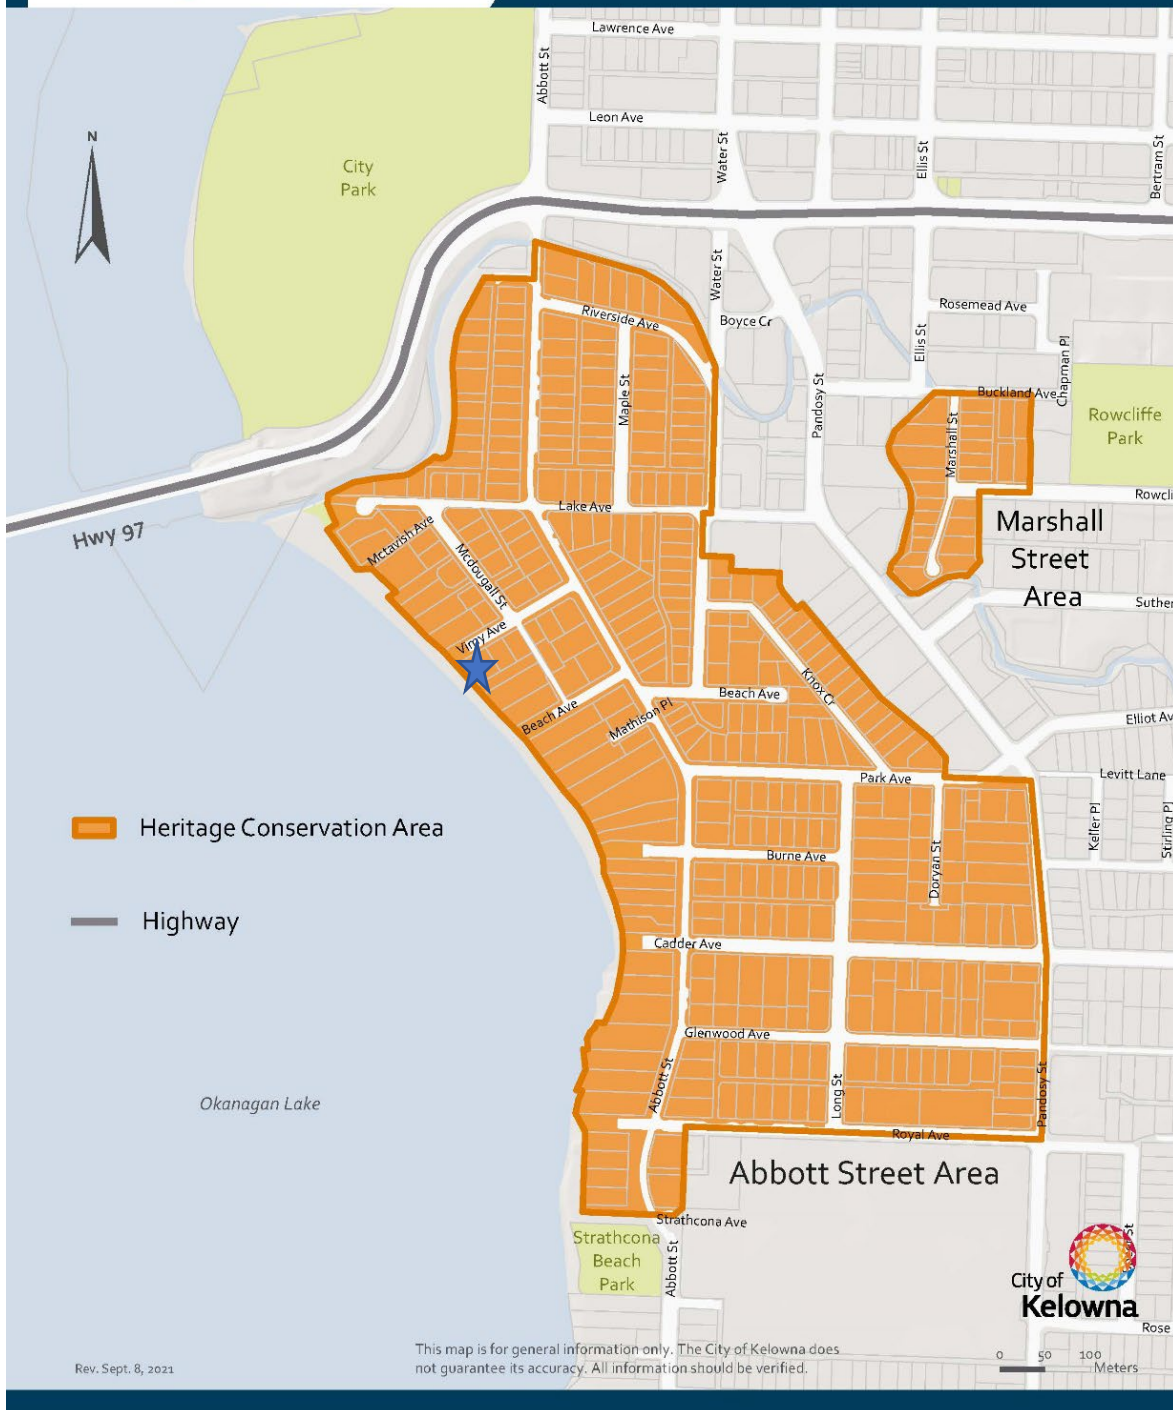 Lawrence Ave
Abbott St
Leon Ave
Water St
Ellis St
Bertram St
N
City
Park
Water St
Riverside Ave
Boyce Cr
Rosemead Ave
Ellis St
Chapman Pl
Maple St
Pandosy St
Buckland Ave
Marshall St
Rowcliffe
Park
Rowcli
Lake Ave
Hwy 97
Mctavish Ave
Mcdougall St
Marshall
Street
Area
Suther
Vimy Ave
Knox Cr
Beach Ave
Beach Ave
Mathison Pl
Elliot Av
Park Ave
Levitt Lane
Keller Pl
Stirling Pl
Heritage Conservation Area
Burne Ave
Doryan St
Highway
Cadder Ave
Glenwood Ave
Abbott St
Long St
Pandosy St
Okanagan Lake
Royal Ave
Abbott Street Area
Strathcona Ave
Strathcona
Beach
Park
Abbott St
City of
Kelowna
Rose
This map is for general information only. The City of Kelowna does
not guarantee its accuracy. All information should be verified.
Rev. Sept. 8, 2021
0 50 100
Meters